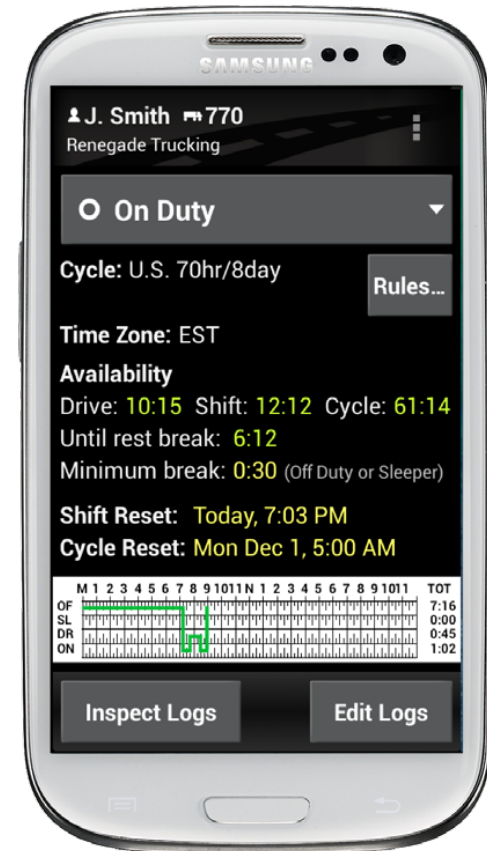 SAMSUNG
J. Smith 770
Renegade Trucking
On Duty
Cycle: U.S. 70hr/8day
Rules...
Time Zone: EST
Availability
Drive: 10:15 Shift: 12:12 Cycle: 61:14
Until rest break: 6:12
Minimum break: 0:30 (Off Duty or Sleeper)
Shift Reset: Today, 7:03 PM
Cycle Reset: Mon Dec 1, 5:00 AM
M 1 2 3 4 5 6 7 8 9 10 11 N 1 2 3 4 5 6 7 8 9 10 11 TOT
OF 7:16
SL 0:00
DR 0:45
ON 1:02
Inspect Logs Edit Logs